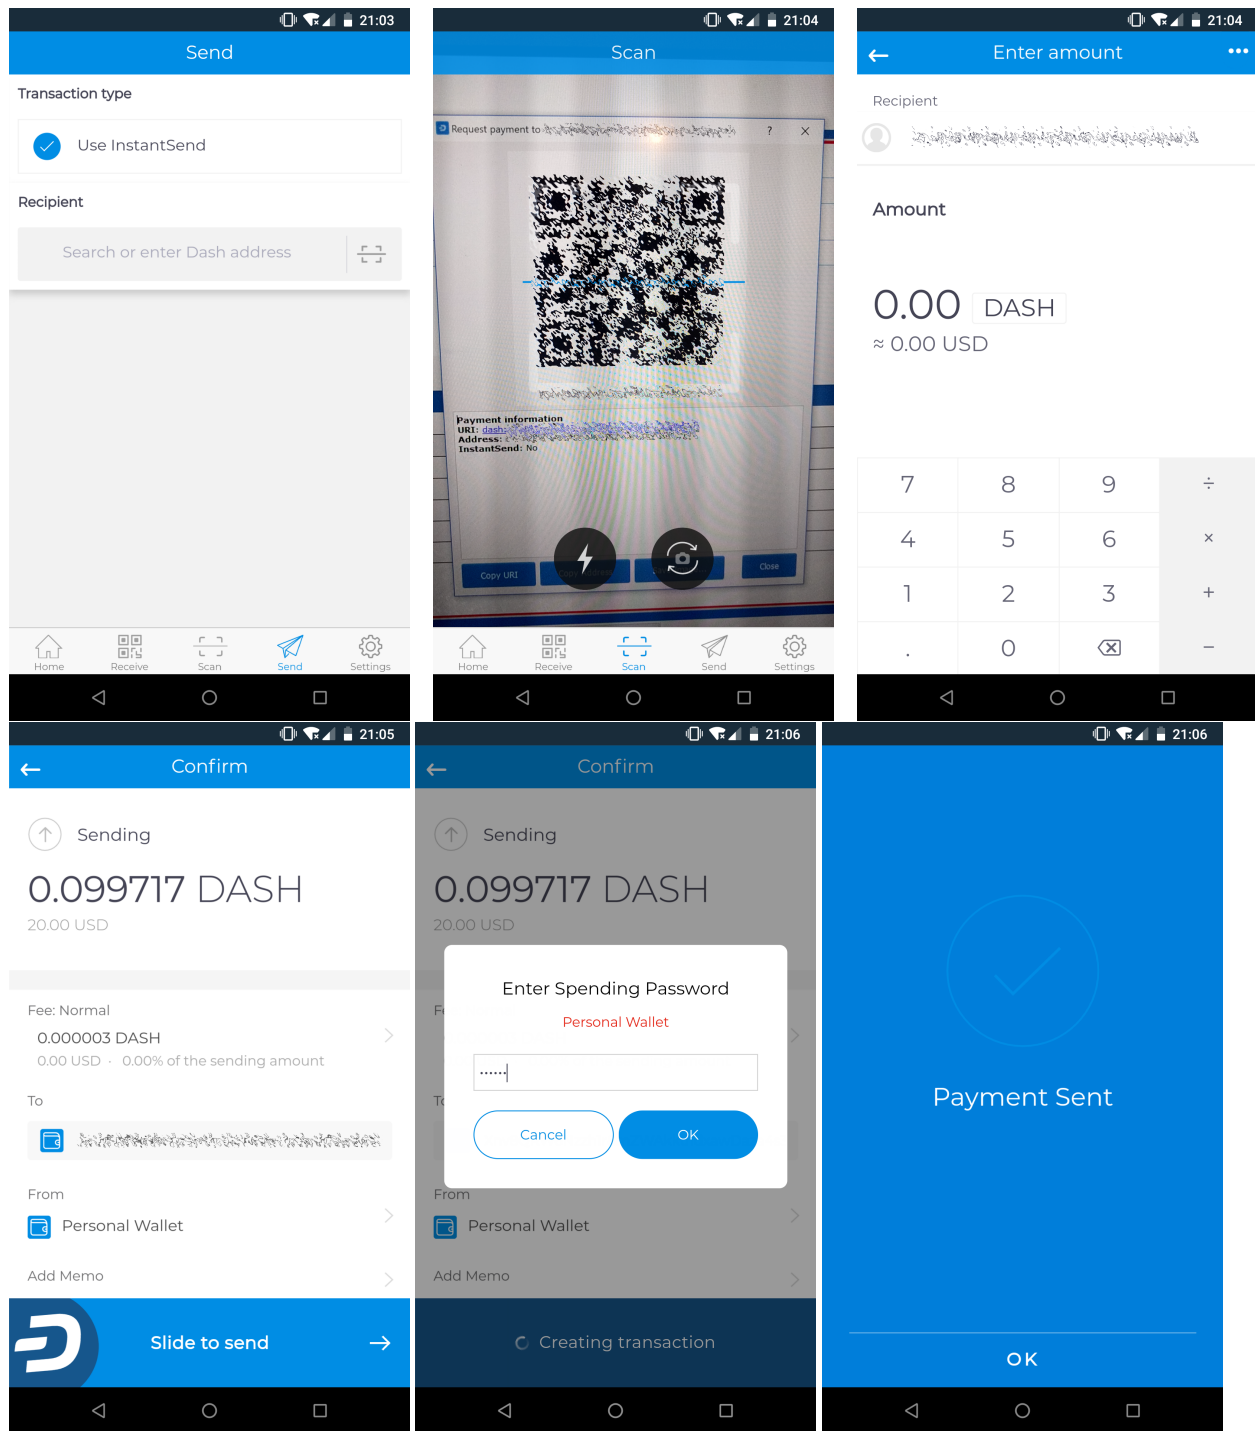 21:03
Send
Transaction type
Use InstantSend
Recipient
Search or enter Dash address
Home
Receive
Scan
Send
Settings
21:04
Scan
Request payment to
? ×
Payment information
URI: dash:
Address:
InstantSend: No
Copy URI
Close
Home
Receive
Scan
Send
Settings
21:04
Enter amount
Recipient
Amount
0.00 DASH
≈ 0.00 USD
7 8 9 ÷
4 5 6 ×
1 2 3 +
. 0 −
21:05
Confirm
Sending
0.099717 DASH
20.00 USD
Fee: Normal
0.000003 DASH
0.00 USD · 0.00% of the sending amount
To
From
Personal Wallet
Add Memo
Slide to send
21:06
Confirm
Sending
0.099717 DASH
20.00 USD
Enter Spending Password
Personal Wallet
Cancel
OK
From
Personal Wallet
Add Memo
Creating transaction
21:06
Payment Sent
OK